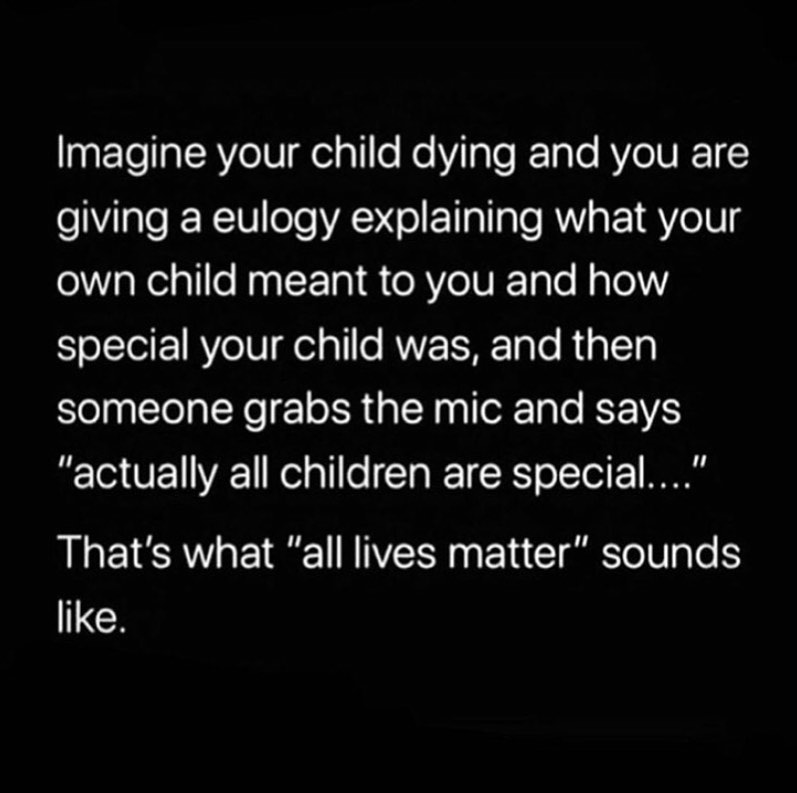 Imagine your child dying and you are
giving a eulogy explaining what your
own child meant to you and how
special your child was, and then
someone grabs the mic and says
"actually all children are special...."
That's what "all lives matter" sounds
like.